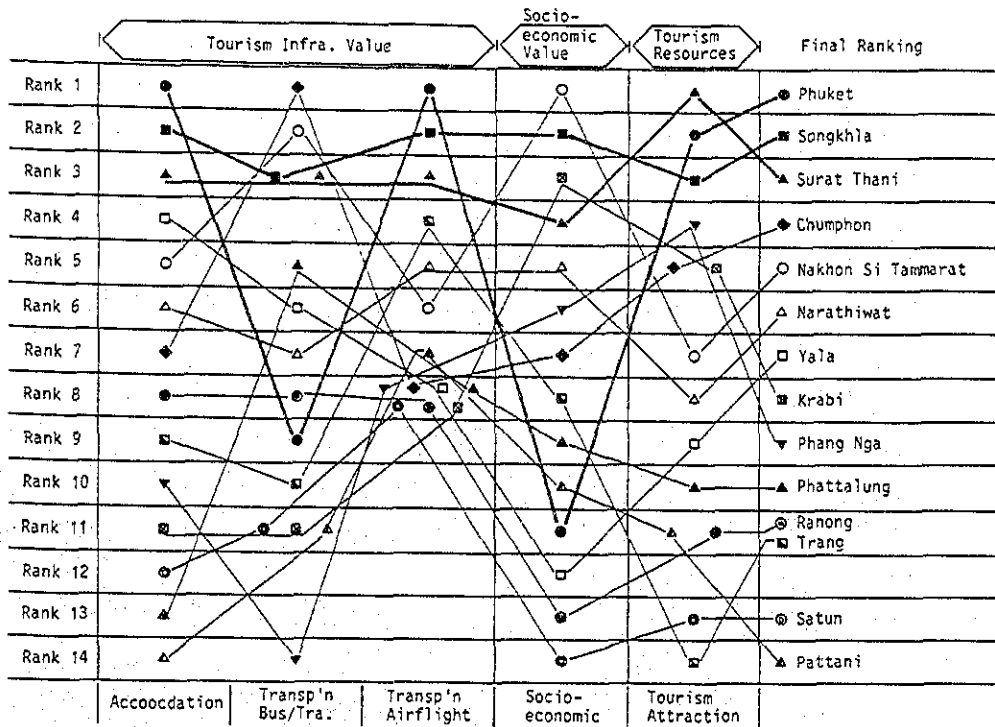 Tourism Infra. Value
Socio-
economic
Value
Tourism
Resources
Final Ranking
Rank 1
Phuket
Rank 2
Songkhla
Rank 3
Surat Thani
Rank 4
Chumphon
Rank 5
Nakhon Si Tammarat
Rank 6
Narathiwat
Rank 7
Yala
Rank 8
Krabi
Rank 9
Phang Nga
Rank 10
Phattalung
Rank 11
Ranong
Trang
Rank 12
Rank 13
Satun
Rank 14
Pattani
Accoocdation
Transp'n
Bus/Tra.
Transp'n
Airflight
Socio-
economic
Tourism
Attraction